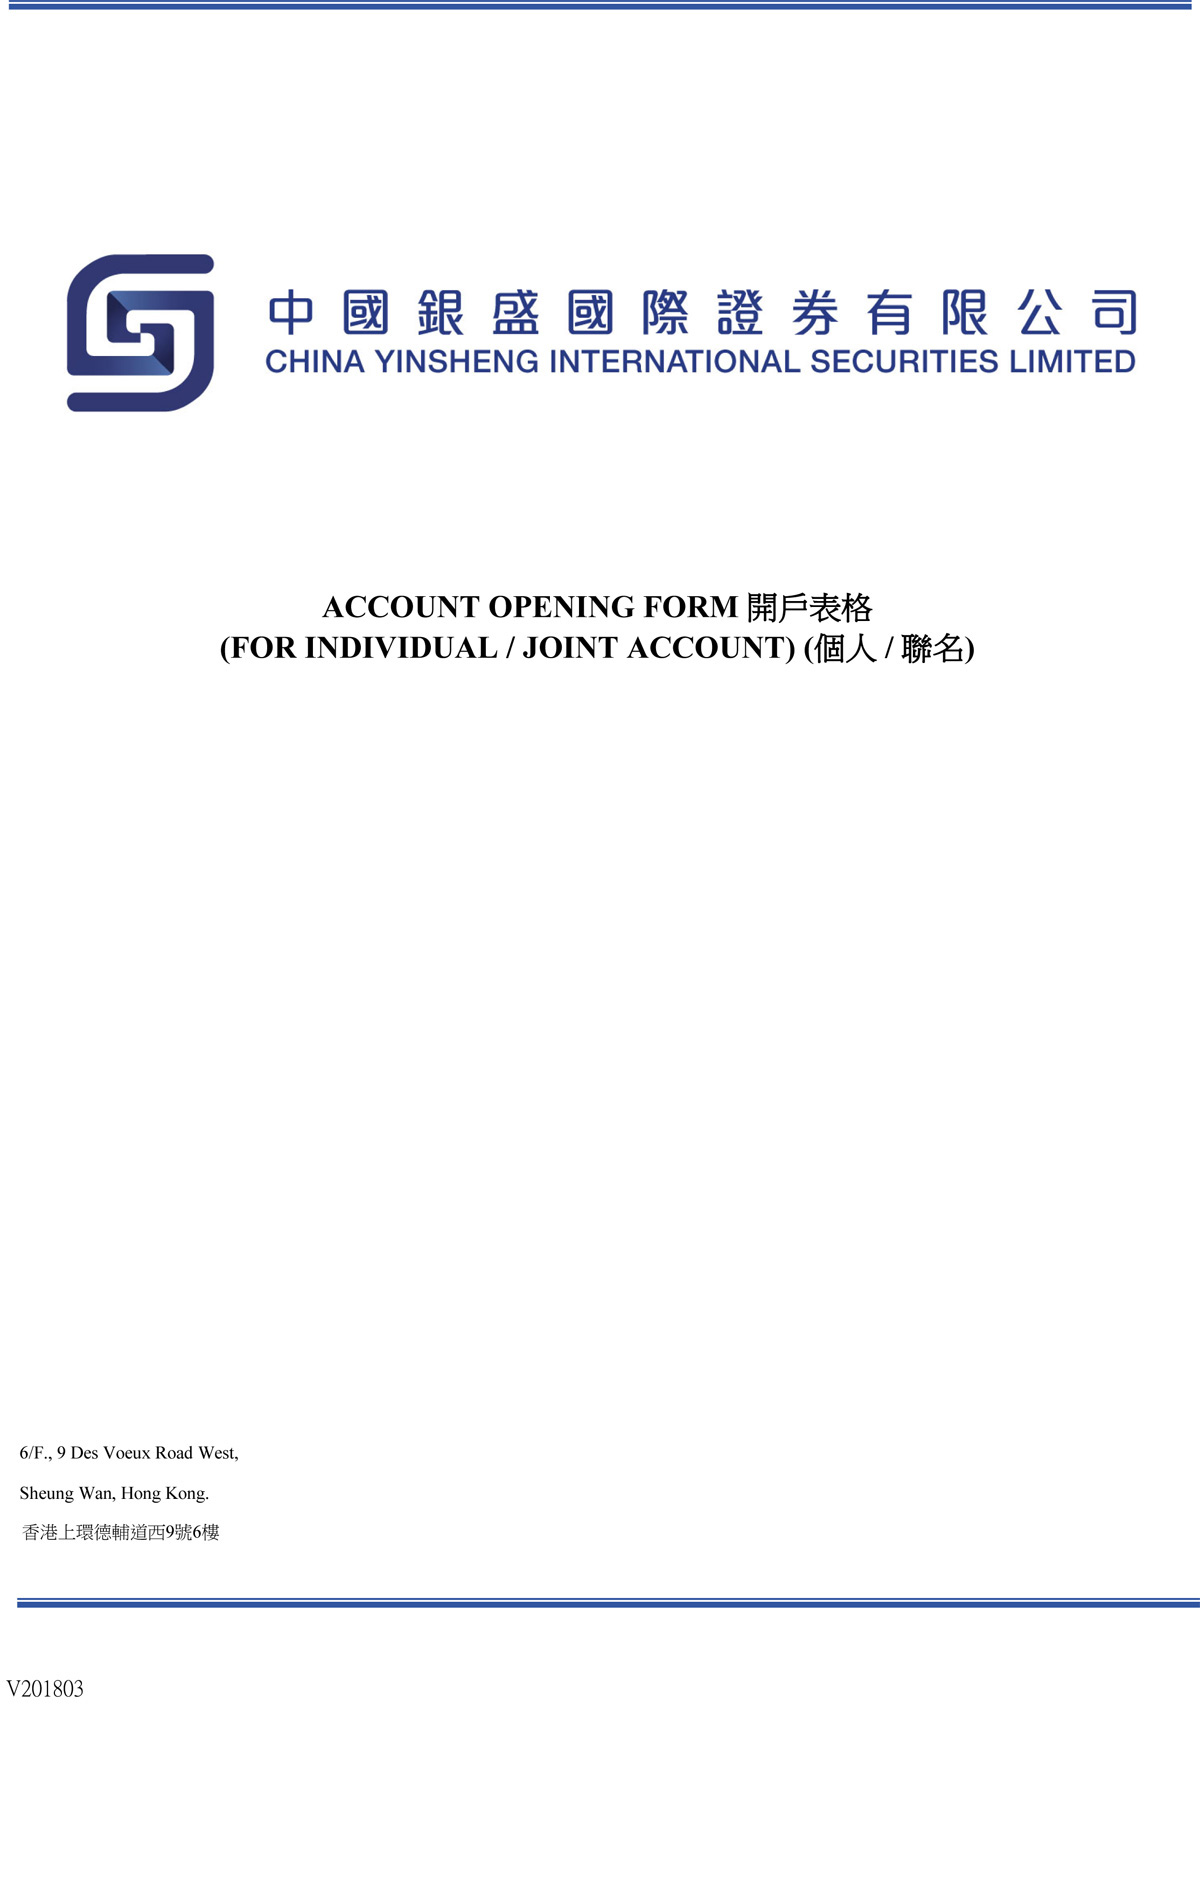 中國銀盛國際證券有限公司
CHINA YINSHENG INTERNATIONAL SECURITIES LIMITED
ACCOUNT OPENING FORM 開戶表格
(FOR INDIVIDUAL / JOINT ACCOUNT) (個人 / 聯名)
6/F., 9 Des Voeux Road West,
Sheung Wan, Hong Kong.
香港上環德輔道西9號6樓
V201803